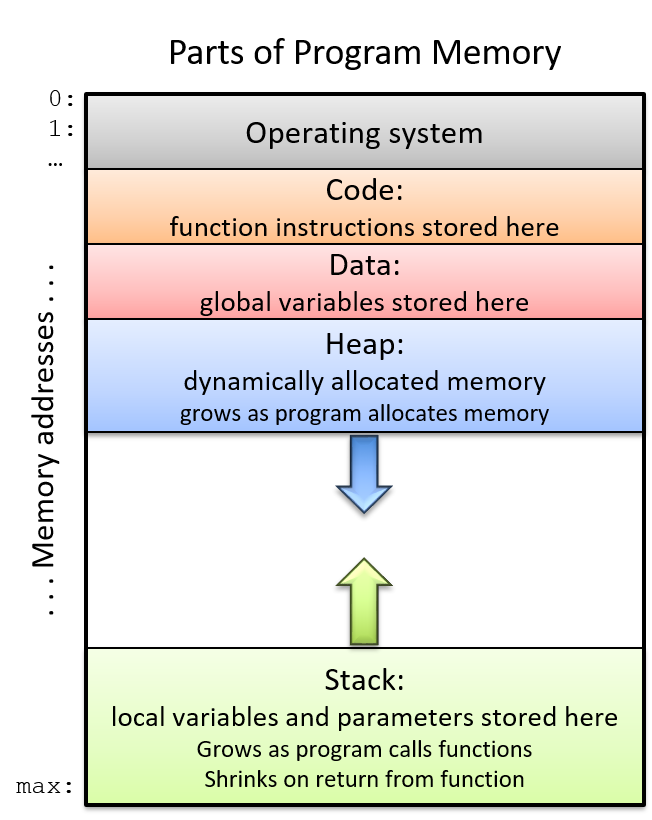 Parts of Program Memory
0:
1:
…
Operating system
Code:
function instructions stored here
Data:
global variables stored here
Heap:
dynamically allocated memory
grows as program allocates memory
. . . Memory addresses . . .
Stack:
local variables and parameters stored here
Grows as program calls functions
Shrinks on return from function
max: